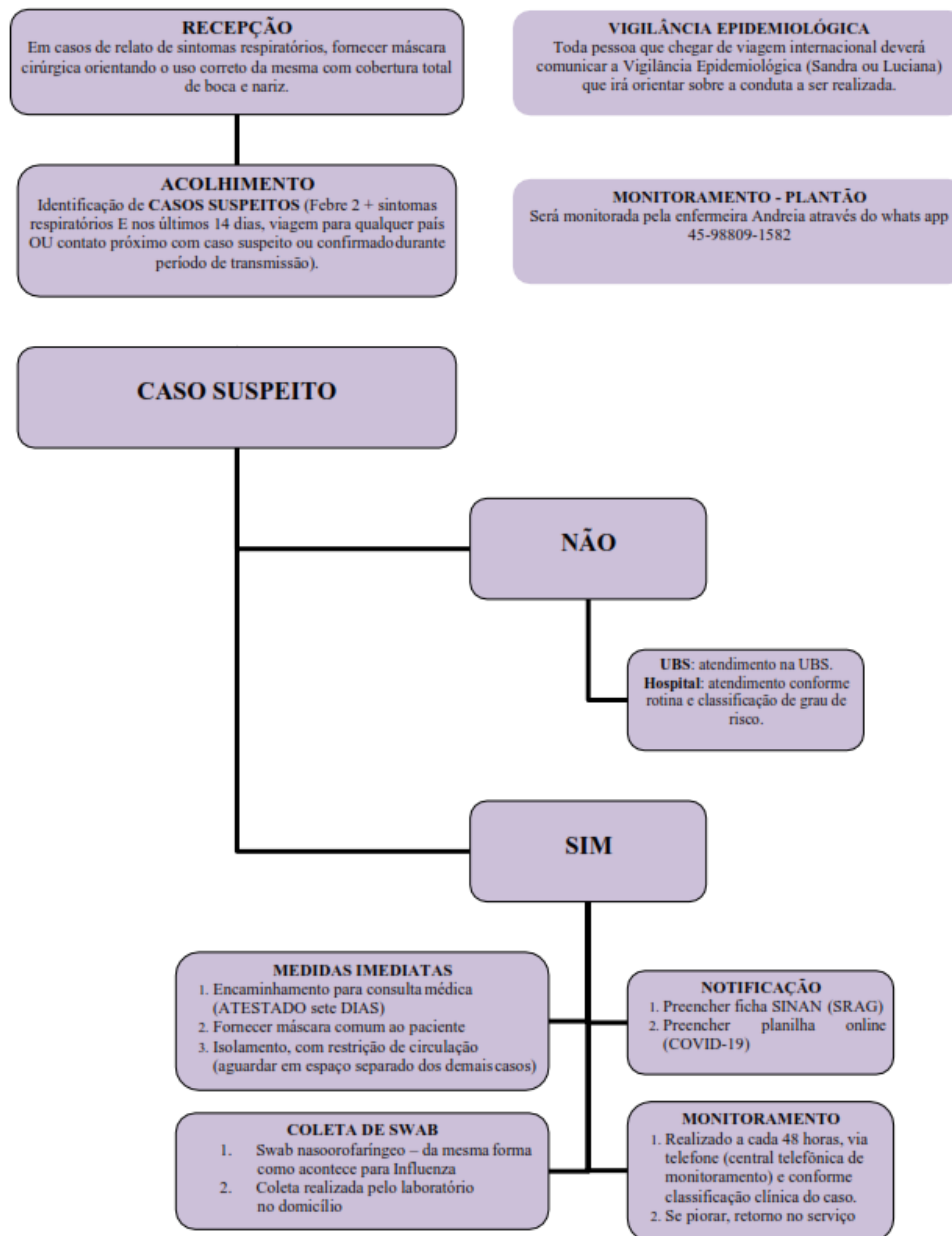 RECEPÇÃO
Em casos de relato de sintomas respiratórios, fornecer máscara
cirúrgica orientando o uso correto da mesma com cobertura total
de boca e nariz.
VIGILÂNCIA EPIDEMIOLÓGICA
Toda pessoa que chegar de viagem internacional deverá
comunicar a Vigilância Epidemiológica (Sandra ou Luciana)
que irá orientar sobre a conduta a ser realizada.
ACOLHIMENTO
Identificação de CASOS SUSPEITOS (Febre 2 + sintomas
respiratórios E nos últimos 14 dias, viagem para qualquer país
OU contato próximo com caso suspeito ou confirmado durante
período de transmissão).
MONITORAMENTO - PLANTÃO
Será monitorada pela enfermeira Andreia através do whats app
45-98809-1582
CASO SUSPEITO
NÃO
UBS: atendimento na UBS.
Hospital: atendimento conforme
rotina e classificação de grau de
risco.
SIM
MEDIDAS IMEDIATAS
1. Encaminhamento para consulta médica
(ATESTADO sete DIAS)
2. Fornecer máscara comum ao paciente
3. Isolamento, com restrição de circulação
(aguardar em espaço separado dos demais casos)
NOTIFICAÇÃO
1. Preencher ficha SINAN (SRAG)
2. Preencher planilha online
(COVID-19)
COLETA DE SWAB
1. Swab nasoorofaríngeo – da mesma forma
como acontece para Influenza
2. Coleta realizada pelo laboratório
no domicílio
MONITORAMENTO
1. Realizado a cada 48 horas, via
telefone (central telefônica de
monitoramento) e conforme
classificação clínica do caso.
2. Se piorar, retorno no serviço